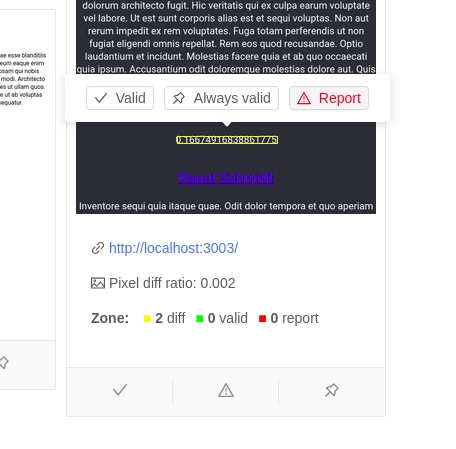 dolorum architecto fugit. Hic veritatis qui ex culpa earum voluptate
vel labore. Ut est sunt corporis alias est et sequi voluptas. Non aut
rerum impedit ex rem voluptates. Fuga totam perferendis ut non
fugiat eligendi omnis repellat. Rem eos quod recusandae. Optio
laudantium et incidunt. Molestias facere quia et ab quo occaecati
quia ipsum. Accusantium odit doloremque molestias dolore aut. Quis
ae esse blanditiis
eum eaque enim
osam qui nobis
modi. Architecto
es ut ullam quos.
e ut ab voluptas
sequatur.
Valid
Always valid
Report
0.16674916838861775
Raoul Schmidt
Inventore sequi quia itaque quae. Odit dolor tempora et quo aperiam
http://localhost:3003/
Pixel diff ratio: 0.002
Zone: 2 diff 0 valid 0 report